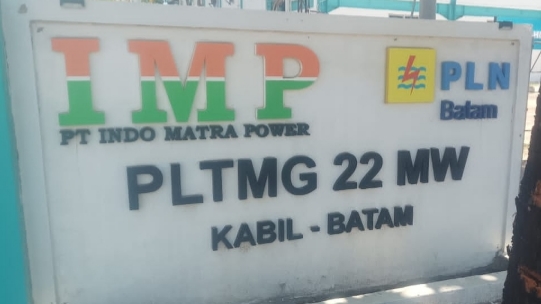 IMP
PT INDO MATRA POWER
PLN
Batam
PLTMG 22 MW
KABIL - BATAM